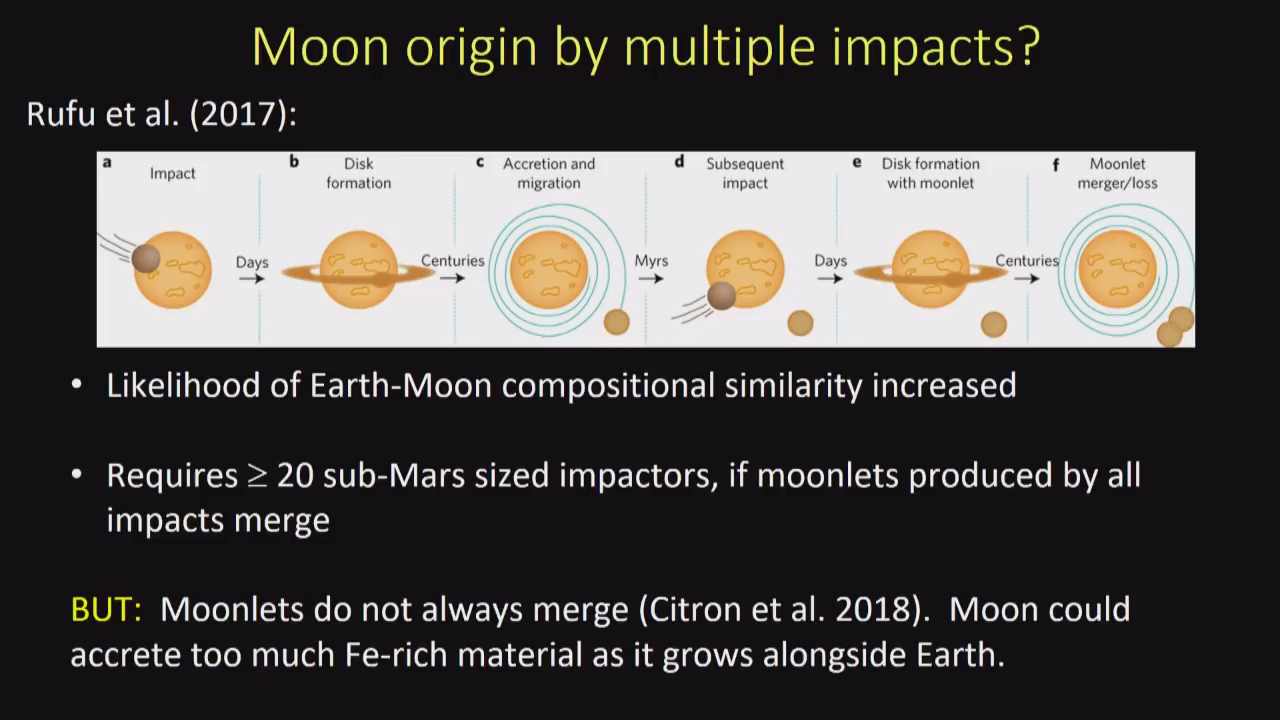 Moon origin by multiple impacts?
Rufu et al. (2017):
a
Impact
b
Disk
formation
c
Accretion and
migration
d
Subsequent
impact
e
Disk formation
with moonlet
f
Moonlet
merger/loss
Days
Centuries
Myrs
Days
Centuries
• Likelihood of Earth-Moon compositional similarity increased
• Requires ≥ 20 sub-Mars sized impactors, if moonlets produced by all
impacts merge
BUT: Moonlets do not always merge (Citron et al. 2018). Moon could
accrete too much Fe-rich material as it grows alongside Earth.